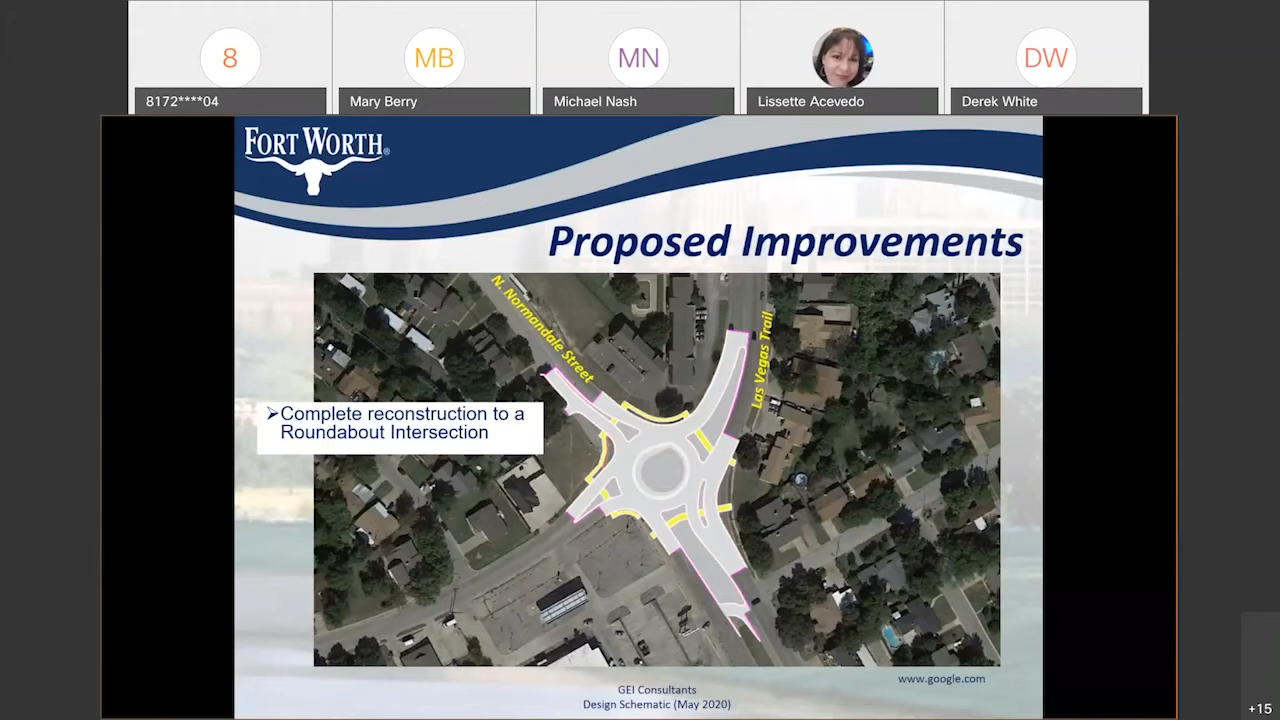 8
MB
MN
DW
8172****04
Mary Berry
Michael Nash
Lissette Acevedo
Derek White
FORT WORTH®
Proposed Improvements
N. Normandale Street
Las Vegas Trail
➢Complete reconstruction to a
Roundabout Intersection
www.google.com
GEI Consultants
Design Schematic (May 2020)
+15